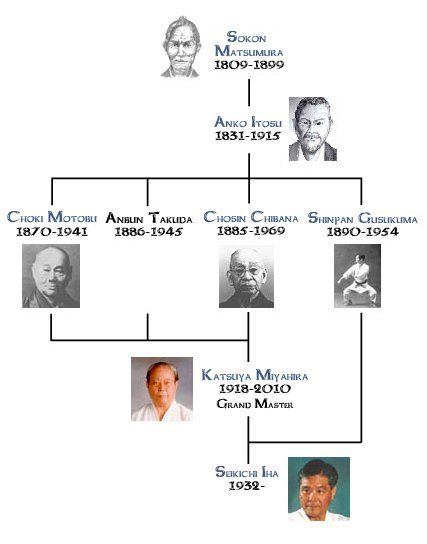 Sokon
Matsumura
1809-1899
Anko Itosu
1831-1915
Choki Motobu
1870-1941
Anbun Takuda
1886-1945
Chosin Chibana
1885-1969
Shinpan Gusukuma
1890-1954
Katsuya Miyahira
1918-2010
Grand Master
Seikichi Iha
1932-